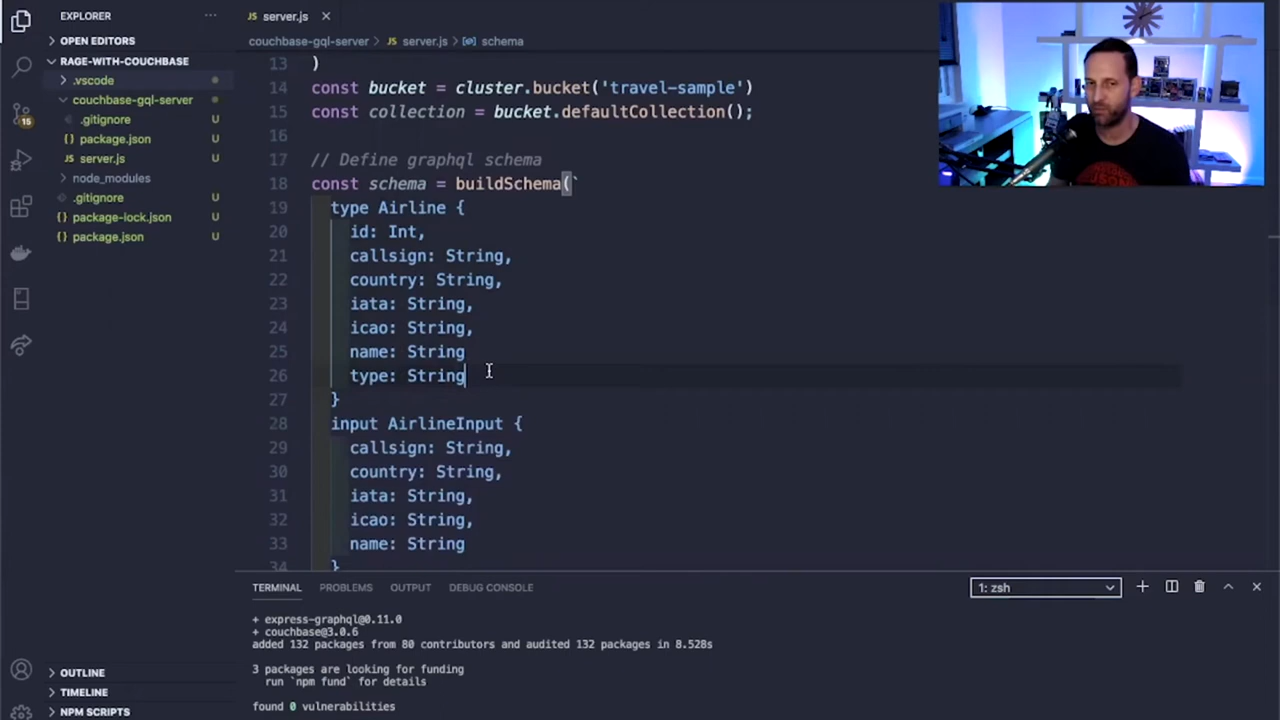 EXPLORER
···
OPEN EDITORS
RAGE-WITH-COUCHBASE
.vscode
couchbase-gql-server
.gitignore U
package.json U
JS server.js U
node_modules
.gitignore U
{} package-lock.json U
{} package.json U
OUTLINE
TIMELINE
NPM SCRIPTS
15
JS server.js ×
couchbase-gql-server > JS server.js > schema
13 )
14 const bucket = cluster.bucket('travel-sample')
15 const collection = bucket.defaultCollection();
16
17 // Define graphql schema
18 const schema = buildSchema(`
19 type Airline {
20 id: Int,
21 callsign: String,
22 country: String,
23 iata: String,
24 icao: String,
25 name: String
26 type: String
27 }
28 input AirlineInput {
29 callsign: String,
30 country: String,
31 iata: String,
32 icao: String,
33 name: String
34 }
TERMINAL PROBLEMS OUTPUT DEBUG CONSOLE 1: zsh
+ express-graphql@0.11.0
+ couchbase@3.0.6
added 132 packages from 80 contributors and audited 132 packages in 8.528s
3 packages are looking for funding
run `npm fund` for details
found 0 vulnerabilities